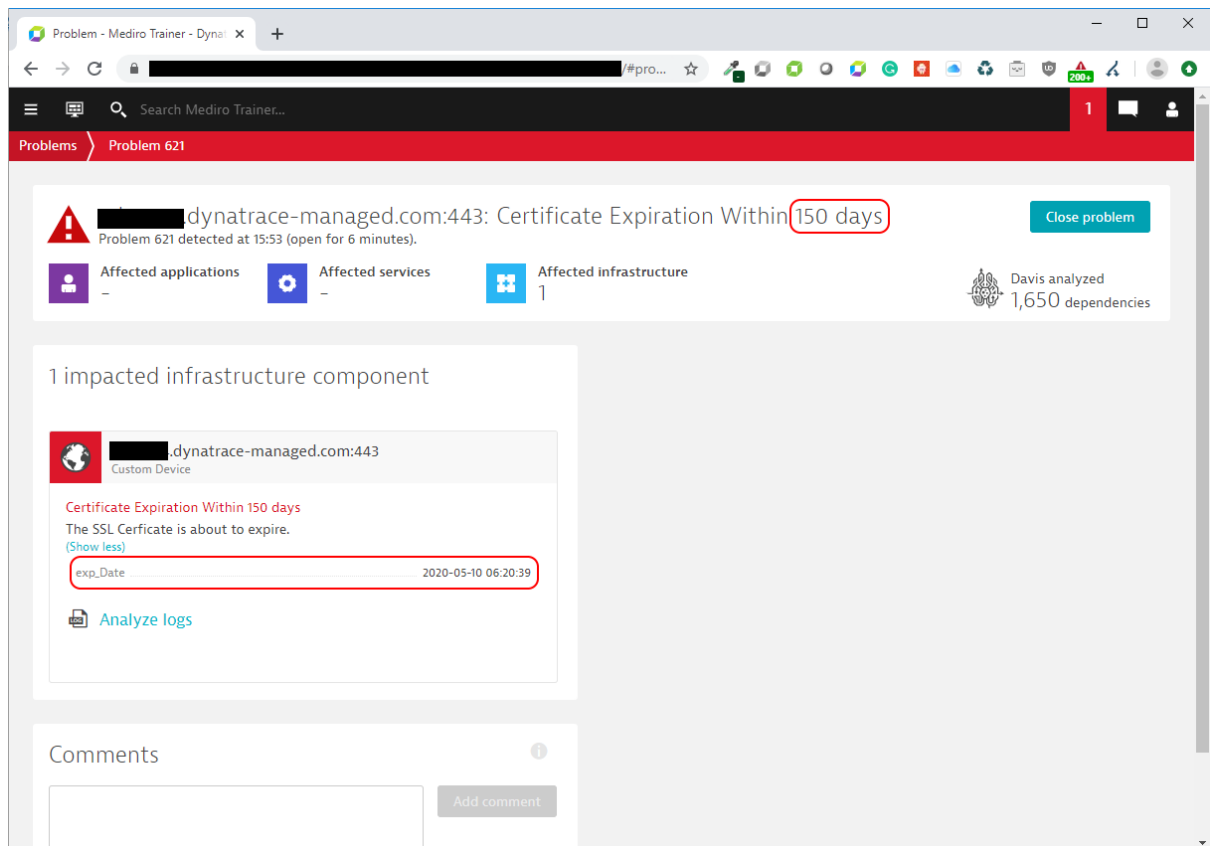 Problem - Mediro Trainer - Dynat
/#pro...
200+
Search Mediro Trainer...
1
Problems
Problem 621
.dynatrace-managed.com:443: Certificate Expiration Within 150 days
Problem 621 detected at 15:53 (open for 6 minutes).
Close problem
Affected applications
–
Affected services
–
Affected infrastructure
1
Davis analyzed
1,650 dependencies
1 impacted infrastructure component
.dynatrace-managed.com:443
Custom Device
Certificate Expiration Within 150 days
The SSL Cerficate is about to expire.
(Show less)
exp_Date 2020-05-10 06:20:39
LOG
Analyze logs
Comments
Add comment